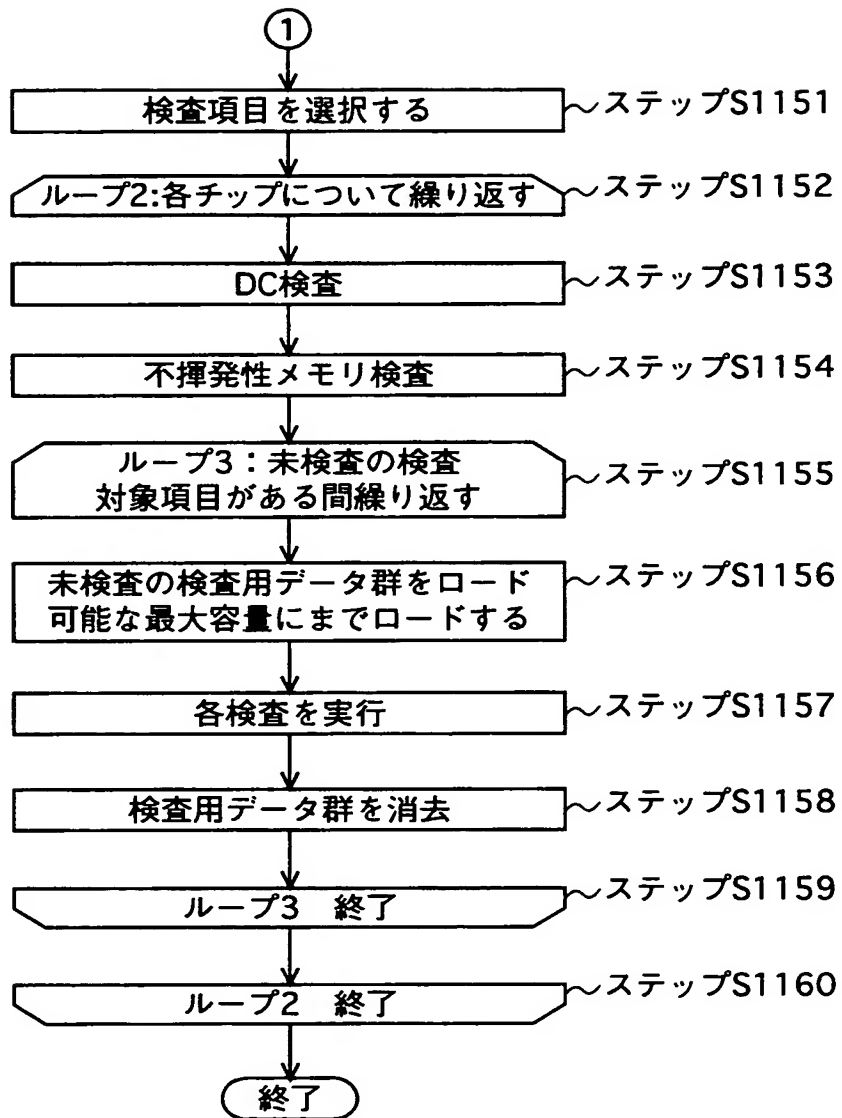 1
検査項目を選択する
ステップS1151
ループ2:各チップについて繰り返す
ステップS1152
DC検査
ステップS1153
不揮発性メモリ検査
ステップS1154
ループ3:未検査の検査
対象項目がある間繰り返す
ステップS1155
未検査の検査用データ群をロード
可能な最大容量にまでロードする
ステップS1156
各検査を実行
ステップS1157
検査用データ群を消去
ステップS1158
ループ3 終了
ステップS1159
ループ2 終了
ステップS1160
終了